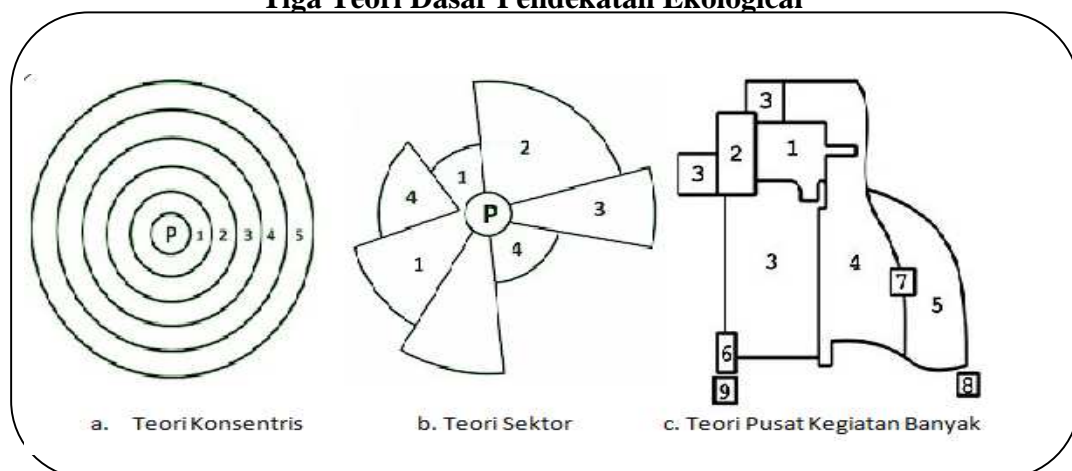 Tiga Teori Dasar Pendekatan Ekological
P 1 2 3 4 5
1 2 3 4 P 4 1
3 2 1 3 3 4 7 5 6 9 8
a. Teori Konsentris
b. Teori Sektor
c. Teori Pusat Kegiatan Banyak